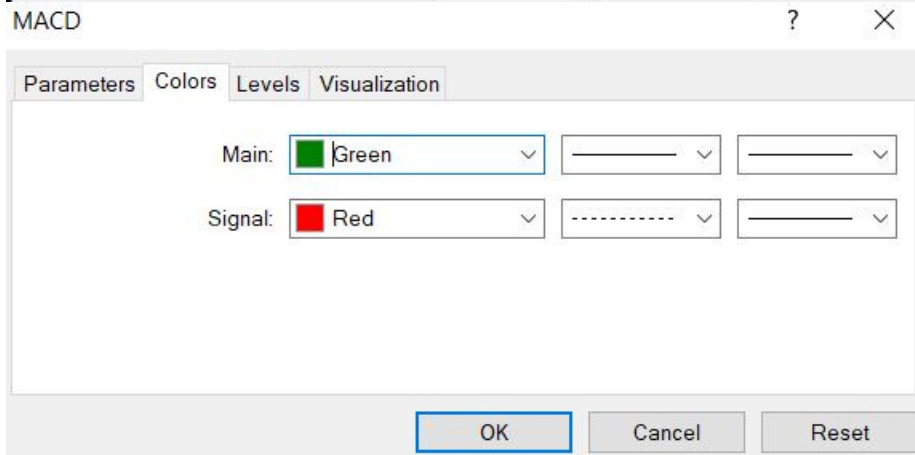 MACD ?
Parameters Colors Levels Visualization
Main: Green
Signal: Red
OK Cancel Reset